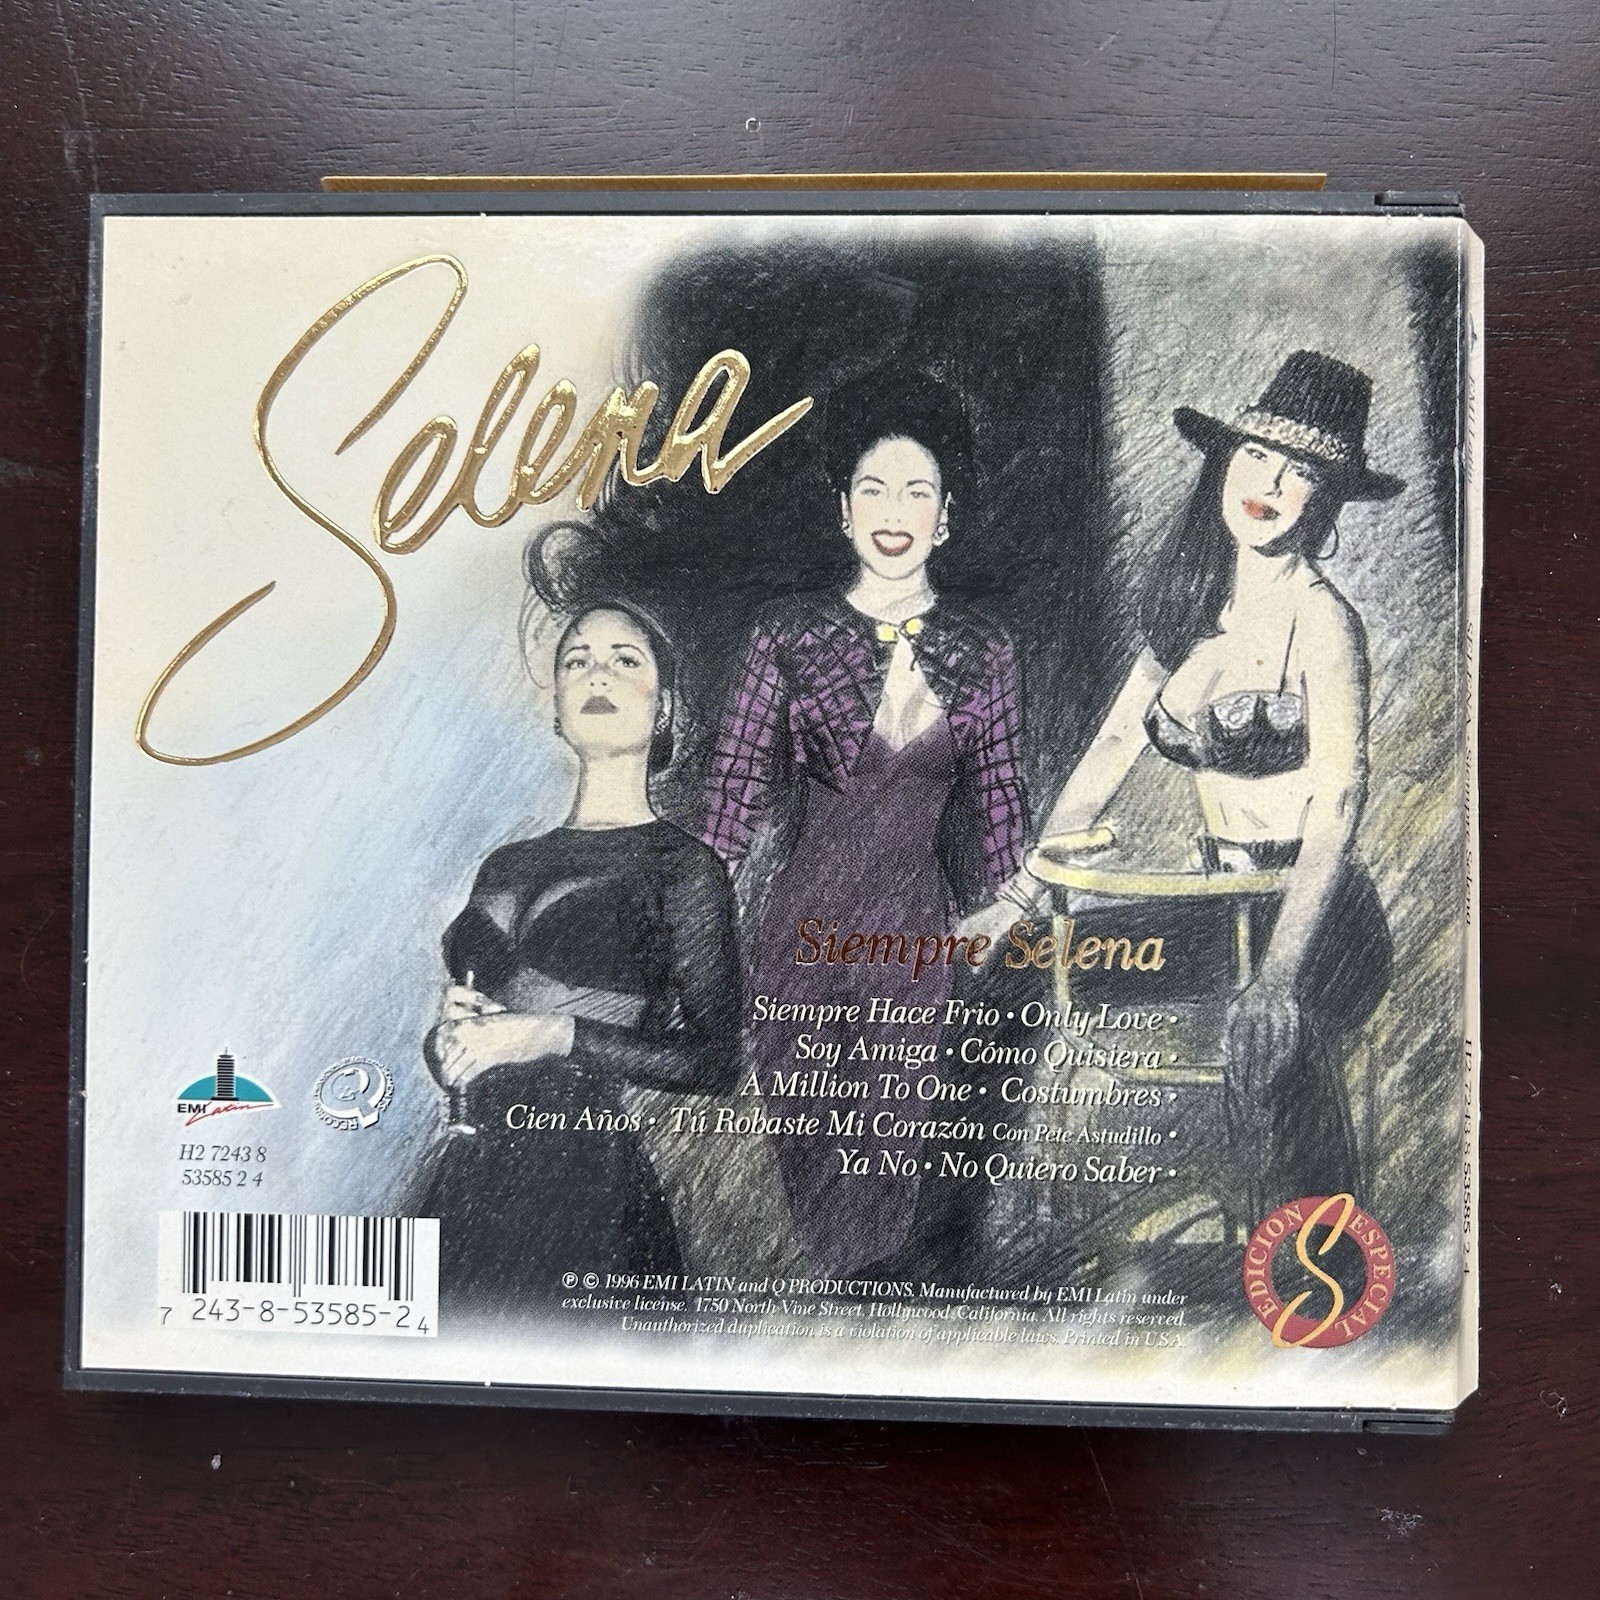 Selena
Siempre Selena
Siempre Hace Frio • Only Love •
Soy Amiga • Cómo Quisiera •
A Million To One • Costumbres •
Cien Años • Tú Robaste Mi Corazón Con Pete Astudillo •
Ya No • No Quiero Saber •
EMI Latin
Q
H2 7243 8
53585 2 4
7 243-8-53585-2 4
℗ © 1996 EMI LATIN and Q PRODUCTIONS. Manufactured by EMI Latin under
exclusive license. 1750 North Vine Street, Hollywood, California. All rights reserved.
Unauthorized duplication is a violation of applicable laws. Printed in U.S.A.
EDICION S ESPECIAL
SELENA Siempre Selena
H2 7243 8 53585 2 4